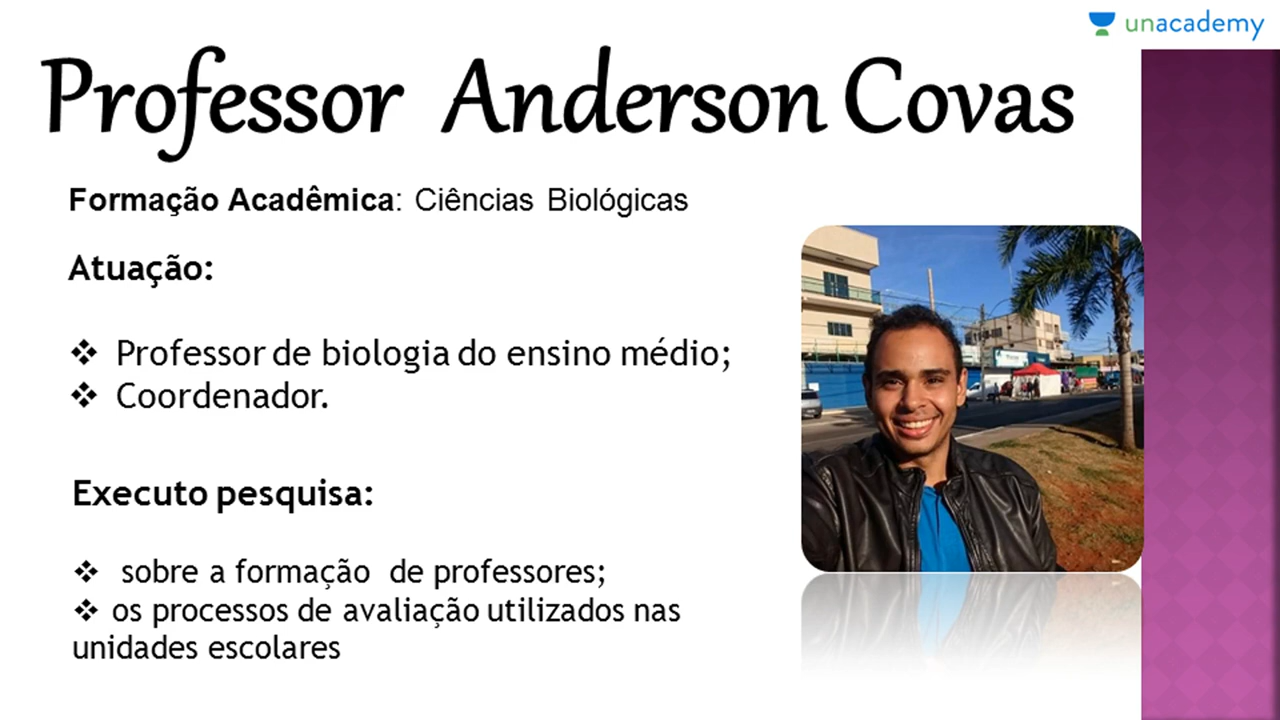 unacademy
Professor Anderson Covas
Formação Acadêmica: Ciências Biológicas
Atuação:
❖ Professor de biologia do ensino médio;
❖ Coordenador.
Executo pesquisa:
❖ sobre a formação de professores;
❖ os processos de avaliação utilizados nas
unidades escolares